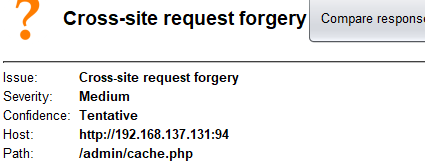 ?
Cross-site request forgery
Compare response
Issue: Cross-site request forgery
Severity: Medium
Confidence: Tentative
Host: http://192.168.137.131:94
Path: /admin/cache.php